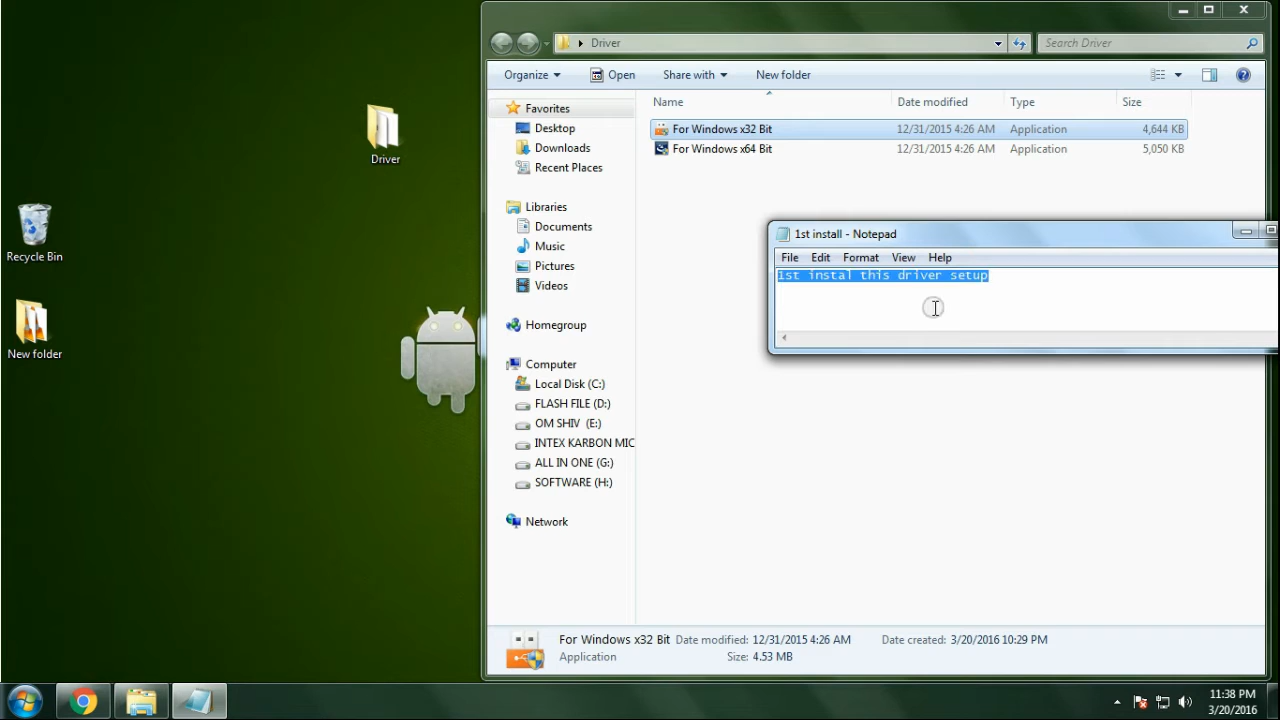 Driver
Search Driver
Organize
Open
Share with
New folder
Name
Date modified
Type
Size
Favorites
Desktop
Downloads
Recent Places
Libraries
Documents
Music
Pictures
Videos
Homegroup
Computer
Local Disk (C:)
FLASH FILE (D:)
OM SHIV (E:)
INTEX KARBON MIC
ALL IN ONE (G:)
SOFTWARE (H:)
Network
For Windows x32 Bit 12/31/2015 4:26 AM Application 4,644 KB
For Windows x64 Bit 12/31/2015 4:26 AM Application 5,050 KB
1st install - Notepad
File Edit Format View Help
1st instal this driver setup
For Windows x32 Bit Date modified: 12/31/2015 4:26 AM Date created: 3/20/2016 10:29 PM
Application Size: 4.53 MB
Driver
Recycle Bin
New folder
11:38 PM
3/20/2016